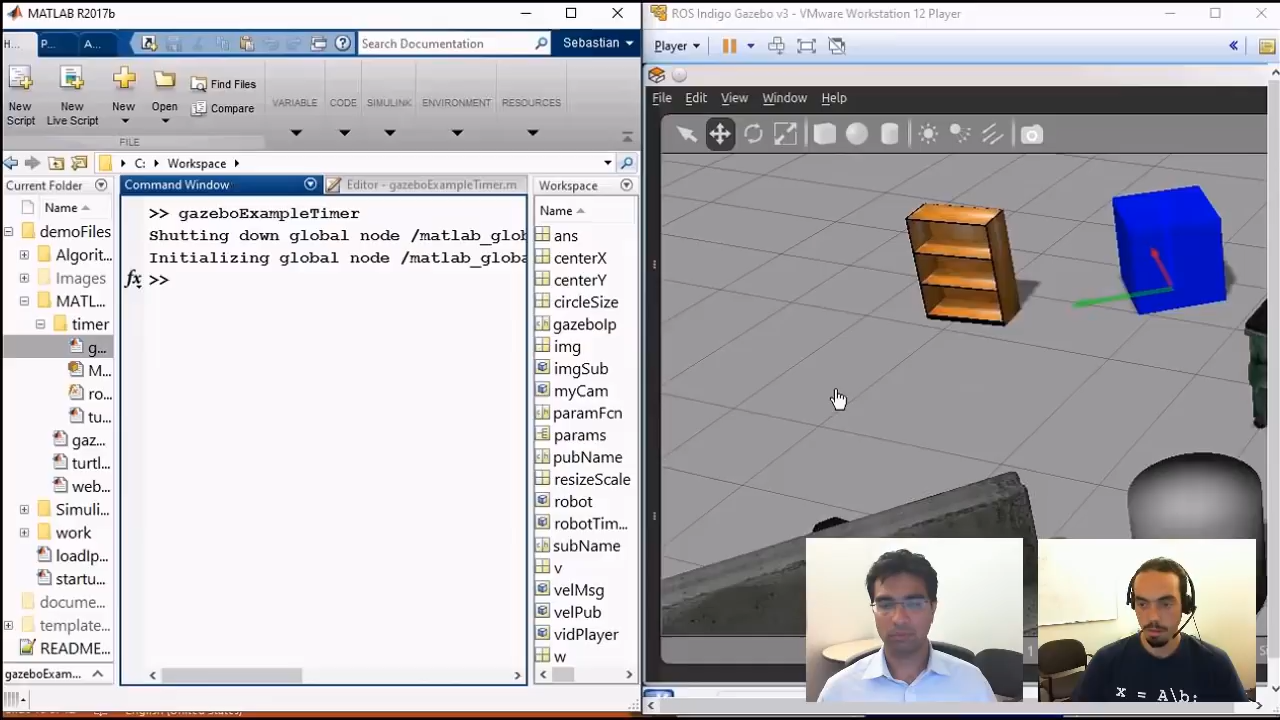 MATLAB R2017b
H...
P...
A...
Search Documentation
Sebastian
New Script
New Live Script
New
Open
Find Files
Compare
VARIABLE
CODE
SIMULINK
ENVIRONMENT
RESOURCES
FILE
C:
Workspace
Current Folder
Name
demoFiles
Algorit...
Images
MATL...
timer
g...
M...
ro...
tu...
gaz...
turtl...
web...
Simuli...
work
loadIp...
startu...
docume...
template...
README...
gazeboExam...
Command Window
Editor - gazeboExampleTimer.m
>> gazeboExampleTimer
Shutting down global node /matlab_glob
Initializing global node /matlab_globa
fx >>
Workspace
Name
ans
centerX
centerY
circleSize
gazeboIp
img
imgSub
myCam
paramFcn
params
pubName
resizeScale
robot
robotTim...
subName
v
velMsg
velPub
vidPlayer
w
ROS Indigo Gazebo v3 - VMware Workstation 12 Player
Player
File Edit View Window Help
x = A\b;
English (United States)